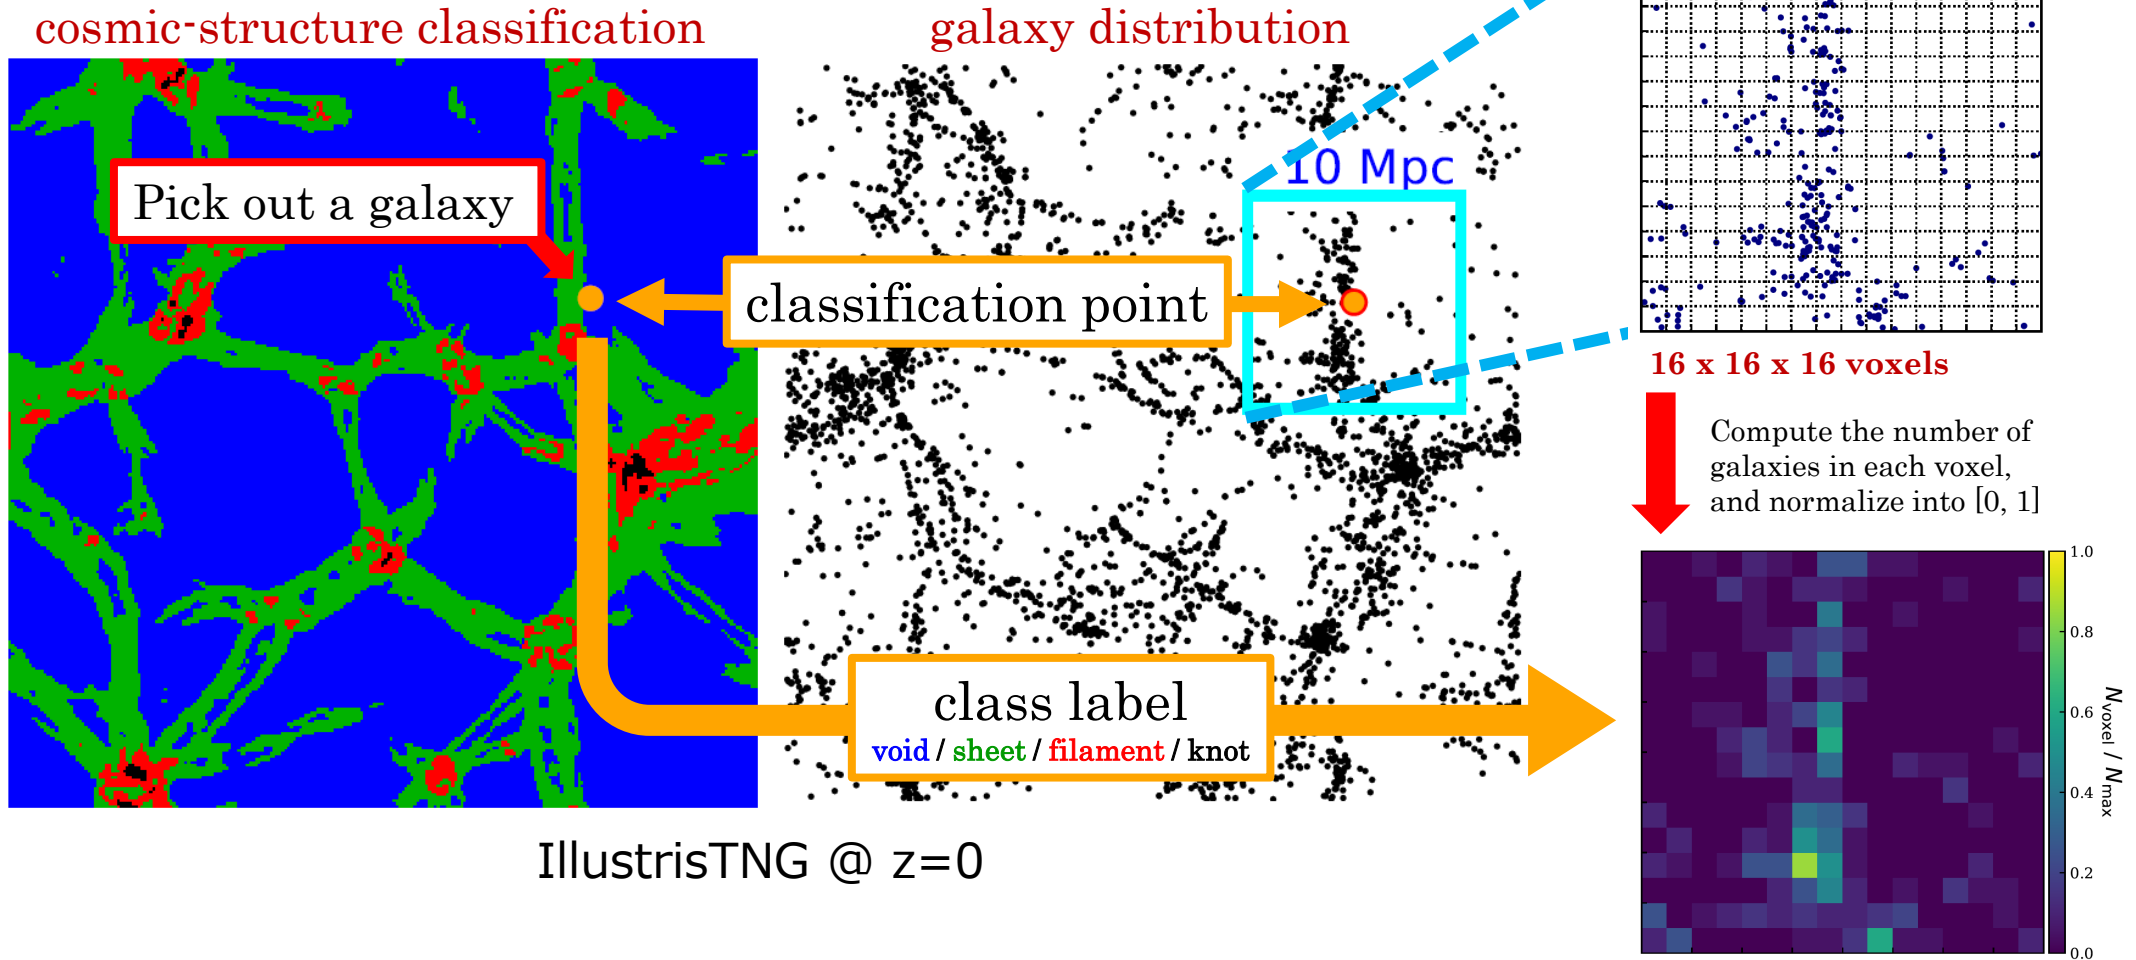 cosmic-structure classification
galaxy distribution
10 Mpc
Pick out a galaxy
classification point
16 x 16 x 16 voxels
Compute the number of
galaxies in each voxel,
and normalize into [0, 1]
class label
void / sheet / filament / knot
1.0
0.8
0.6
0.4
0.2
0.0
Nvoxel / Nmax
IllustrisTNG @ z=0